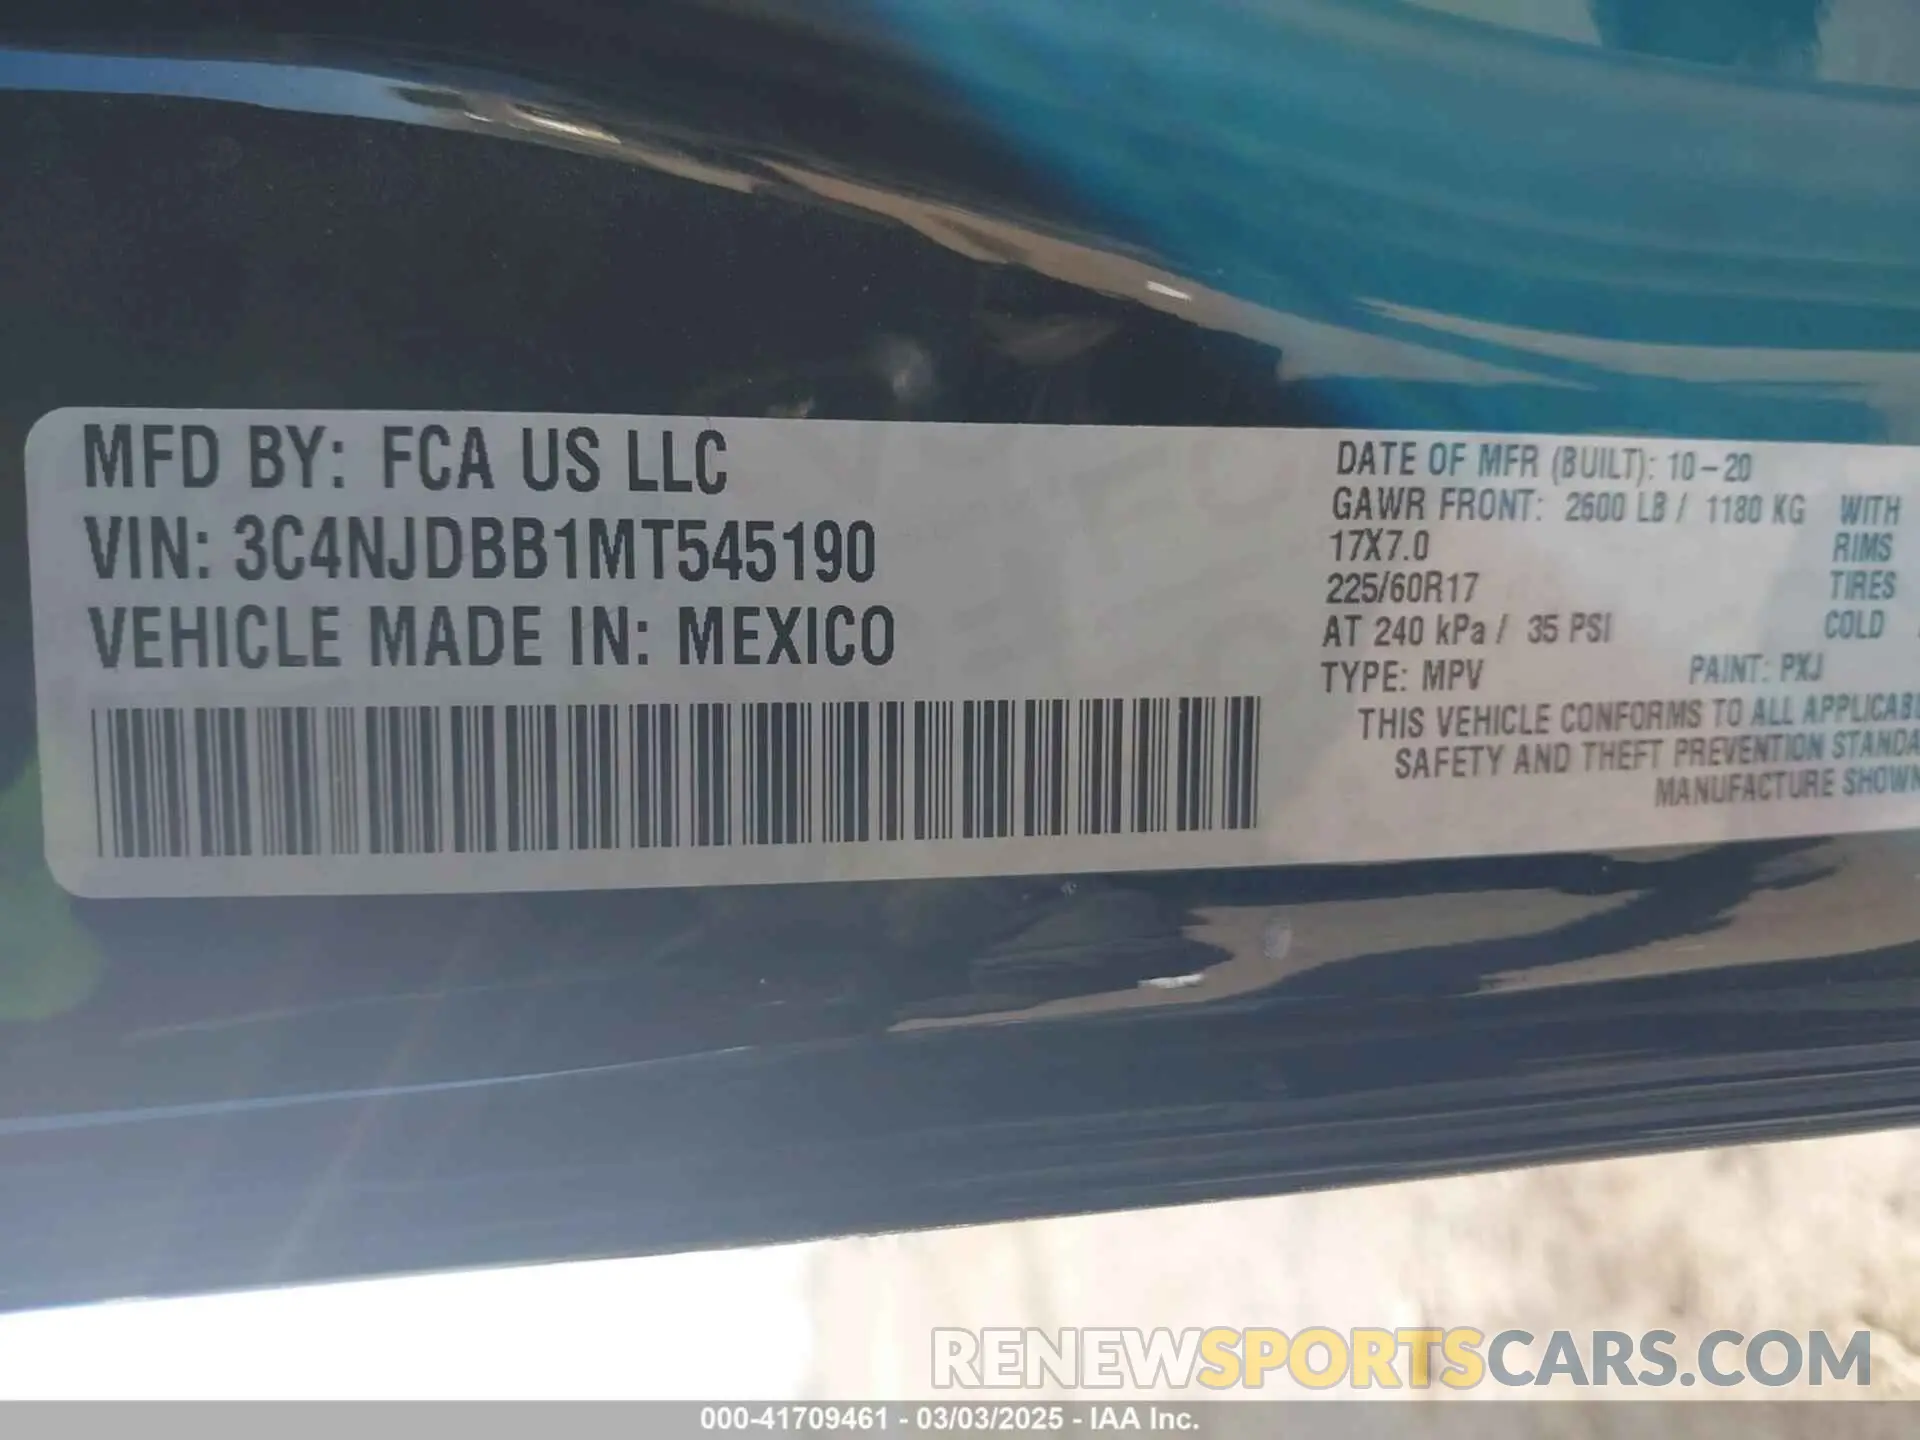 MFD BY: FCA US LLC
VIN: 3C4NJDBB1MT545190
VEHICLE MADE IN: MEXICO
DATE OF MFR (BUILT): 10-20
GAWR FRONT: 2600 LB / 1180 KG WITH
17X7.0 RIMS
225/60R17 TIRES
AT 240 kPa / 35 PSI COLD
TYPE: MPV PAINT: PXJ
THIS VEHICLE CONFORMS TO ALL APPLICABL
SAFETY AND THEFT PREVENTION STANDA
MANUFACTURE SHOWN
RENEWSPORTSCARS.COM
000-41709461 - 03/03/2025 - IAA Inc.